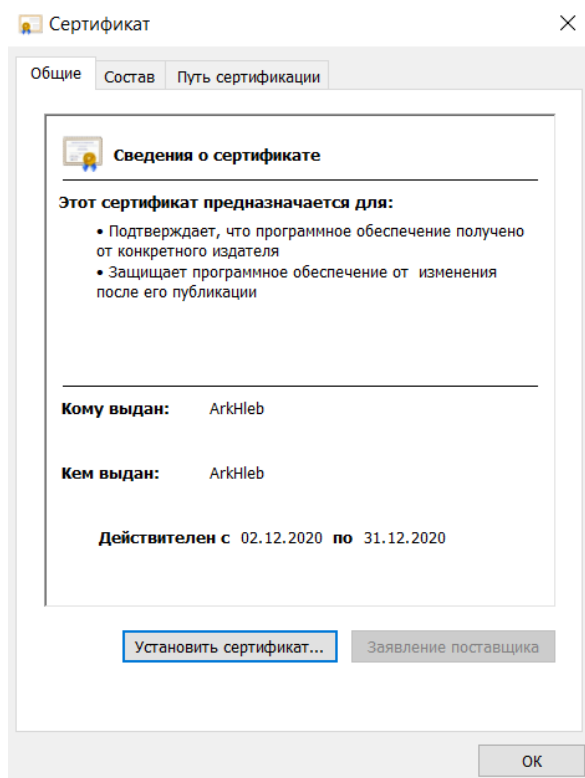 Сертификат
Общие Состав Путь сертификации
Сведения о сертификате
Этот сертификат предназначается для:
• Подтверждает, что программное обеспечение получено
от конкретного издателя
• Защищает программное обеспечение от изменения
после его публикации
Кому выдан: ArkHleb
Кем выдан: ArkHleb
Действителен с 02.12.2020 по 31.12.2020
Установить сертификат... Заявление поставщика
ОК